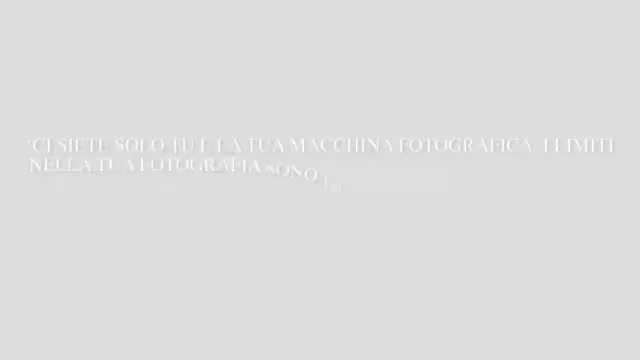 "CI SIETE SOLO TU E LA TUA MACCHINA FOTOGRAFICA. I LIMITI
NELLA TUA FOTOGRAFIA SONO